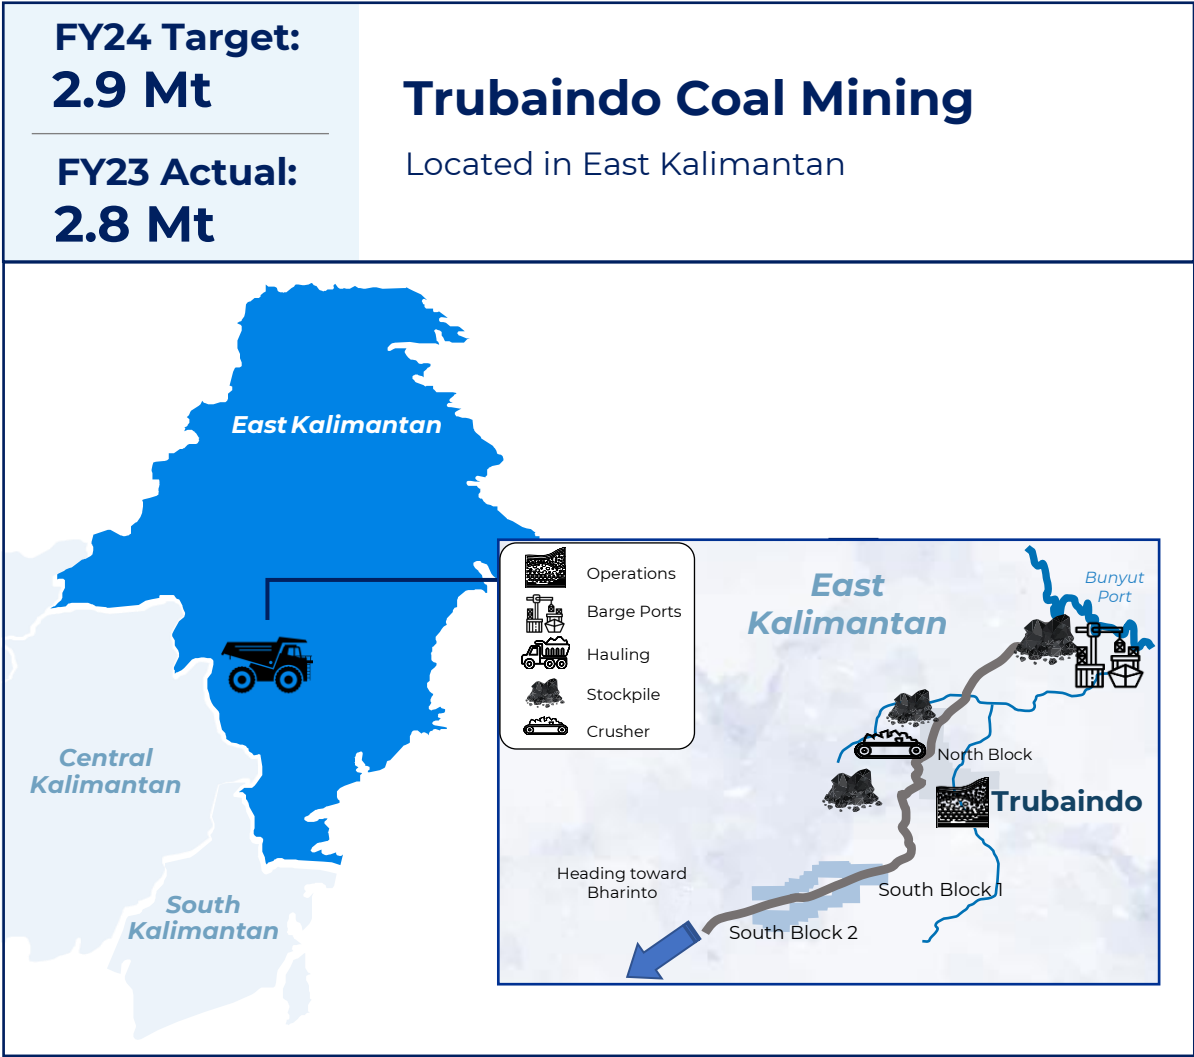 FY24 Target:
2.9 Mt
FY23 Actual:
2.8 Mt
Trubaindo Coal Mining
Located in East Kalimantan
East Kalimantan
Central
Kalimantan
South
Kalimantan
Operations
Barge Ports
Hauling
Stockpile
Crusher
East
Kalimantan
Bunyut
Port
North Block
Trubaindo
Heading toward
Bharinto
South Block 1
South Block 2